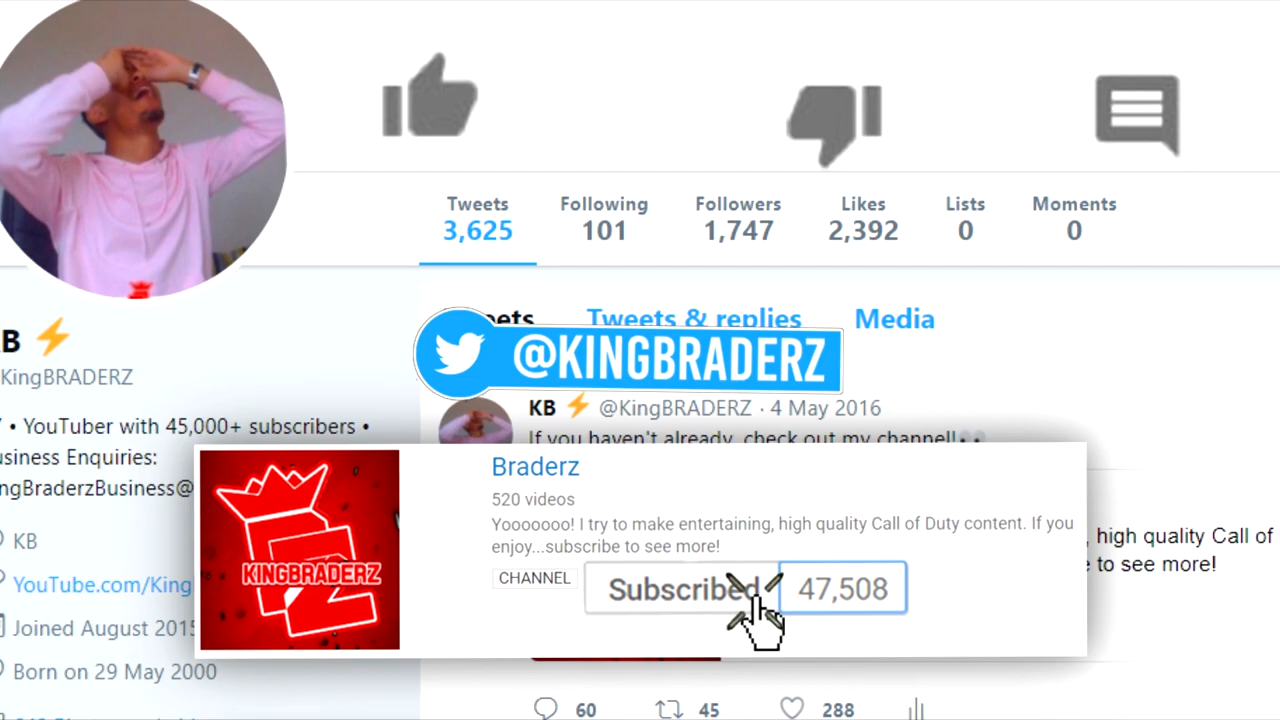 Tweets Following Followers Likes Lists Moments
3,625 101 1,747 2,392 0 0
Tweets & replies Media
@KINGBRADERZ
KB ⚡ @KingBRADERZ · 4 May 2016
If you haven't already, check out my channel!👀
B ⚡
KingBRADERZ
• YouTuber with 45,000+ subscribers •
siness Enquiries:
ngBraderzBusiness@
KB
YouTube.com/King
Joined August 2015
Born on 29 May 2000
KINGBRADERZ
Braderz
520 videos
Yooooooo! I try to make entertaining, high quality Call of Duty content. If you
enjoy...subscribe to see more!
CHANNEL
Subscribed 47,508
, high quality Call of
to see more!
60 45 288